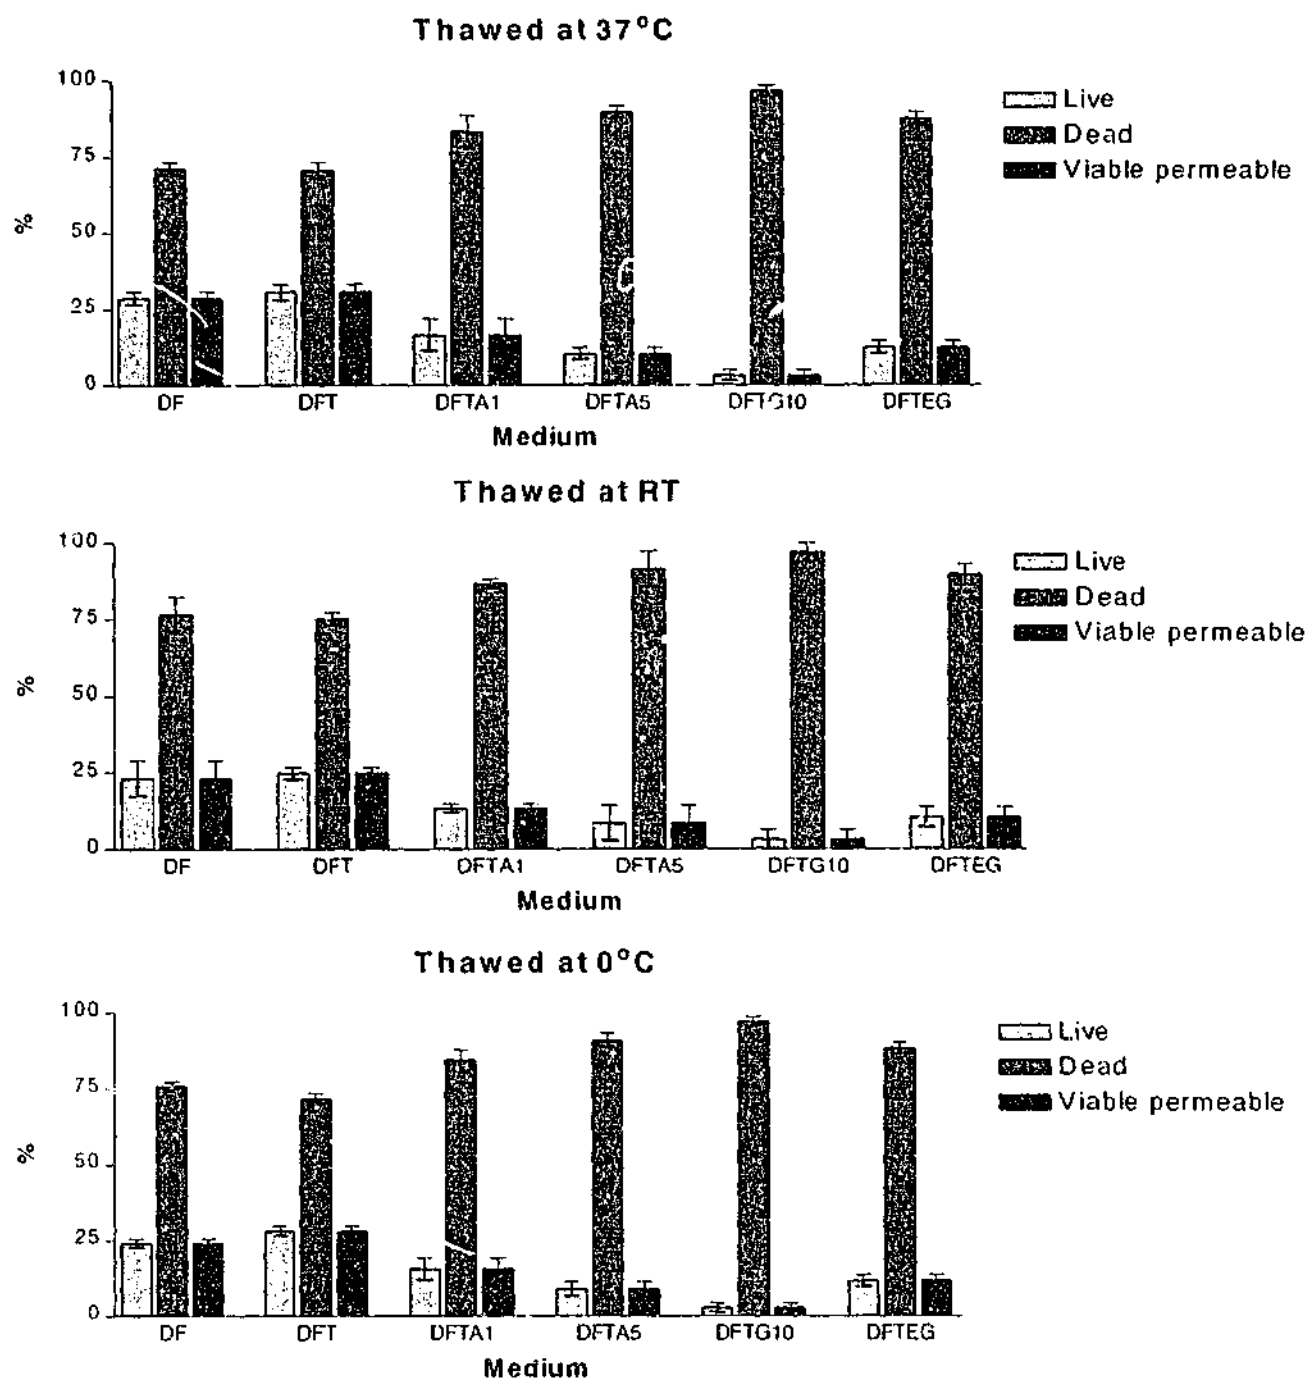 Thawed at 37°C
100
75
50
25
0
%
Live
Dead
Viable permeable
DF DFT DFTA1 DFTA5 DFTG10 DFTEG
Medium
Thawed at RT
100
75
50
25
0
%
Live
Dead
Viable permeable
DF DFT DFTA1 DFTA5 DFTG10 DFTEG
Medium
Thawed at 0°C
100
75
50
25
0
%
Live
Dead
Viable permeable
DF DFT DFTA1 DFTA5 DFTG10 DFTEG
Medium